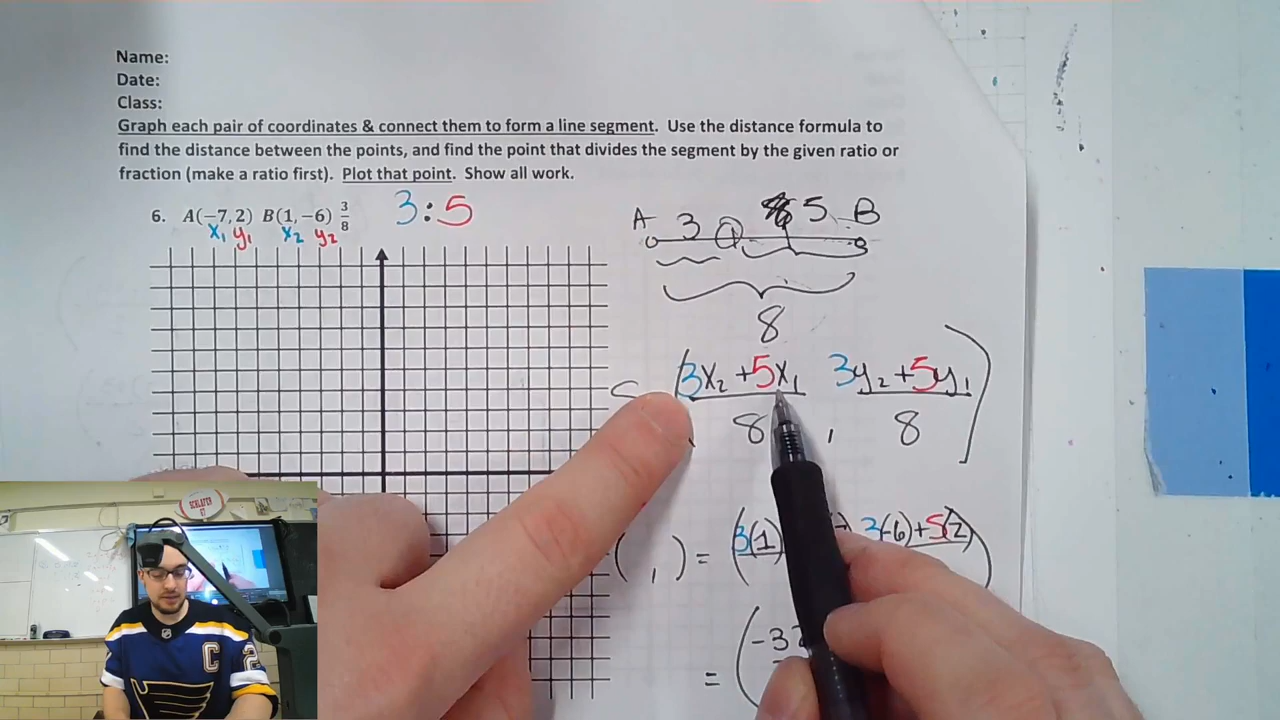 Name:
Date:
Class:
Graph each pair of coordinates & connect them to form a line segment. Use the distance formula to
find the distance between the points, and find the point that divides the segment by the given ratio or
fraction (make a ratio first). Plot that point. Show all work.
6. A(−7, 2) B(1, −6) 3/8 3:5
x₁ y₁ x₂ y₂
A 3 5 B
8
3x₂ + 5x₁ , 3y₂ + 5y₁
8 , 8
( , ) = (3(1) 3(-6)+5(2)
= (-37
SCHLATER
C